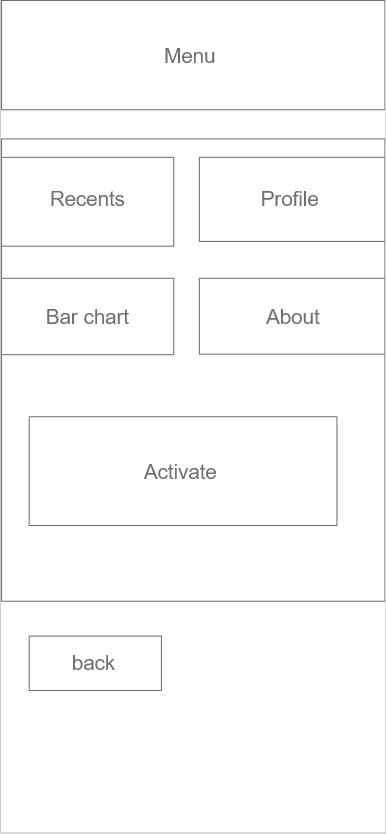 Menu
Recents
Profile
Bar chart
About
Activate
back